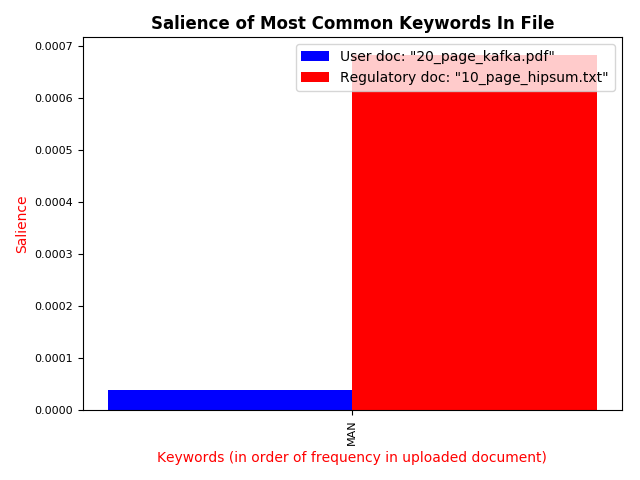 Salience of Most Common Keywords In File
User doc: "20_page_kafka.pdf"
Regulatory doc: "10_page_hipsum.txt"
0.0007
0.0006
0.0005
0.0004
0.0003
0.0002
0.0001
0.0000
Salience
MAN
Keywords (in order of frequency in uploaded document)